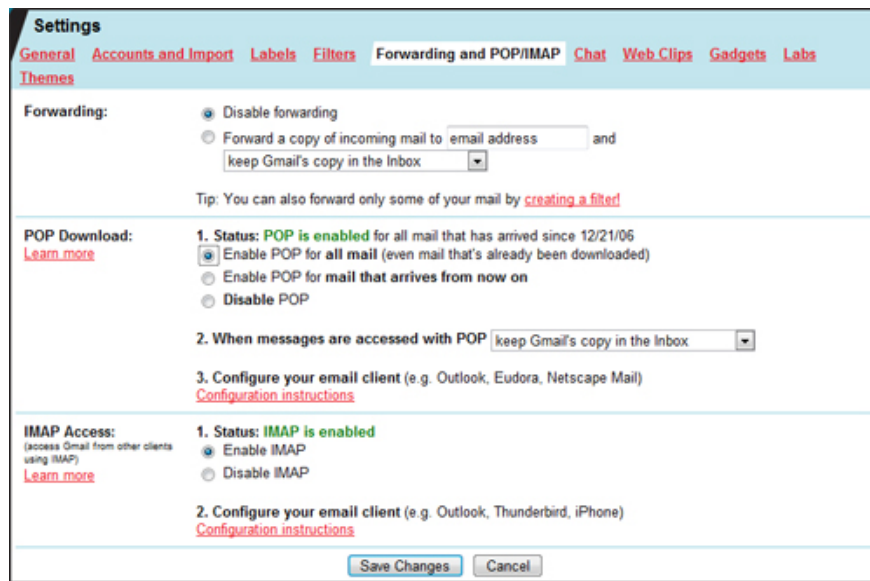 Settings
General Accounts and Import Labels Filters Forwarding and POP/IMAP Chat Web Clips Gadgets Labs
Themes
Forwarding:
Disable forwarding
Forward a copy of incoming mail to email address and
keep Gmail's copy in the Inbox
Tip: You can also forward only some of your mail by creating a filter!
POP Download:
Learn more
1. Status: POP is enabled for all mail that has arrived since 12/21/06
Enable POP for all mail (even mail that's already been downloaded)
Enable POP for mail that arrives from now on
Disable POP
2. When messages are accessed with POP keep Gmail's copy in the Inbox
3. Configure your email client (e.g. Outlook, Eudora, Netscape Mail)
Configuration instructions
IMAP Access:
(access Gmail from other clients
using IMAP)
Learn more
1. Status: IMAP is enabled
Enable IMAP
Disable IMAP
2. Configure your email client (e.g. Outlook, Thunderbird, iPhone)
Configuration instructions
Save Changes Cancel